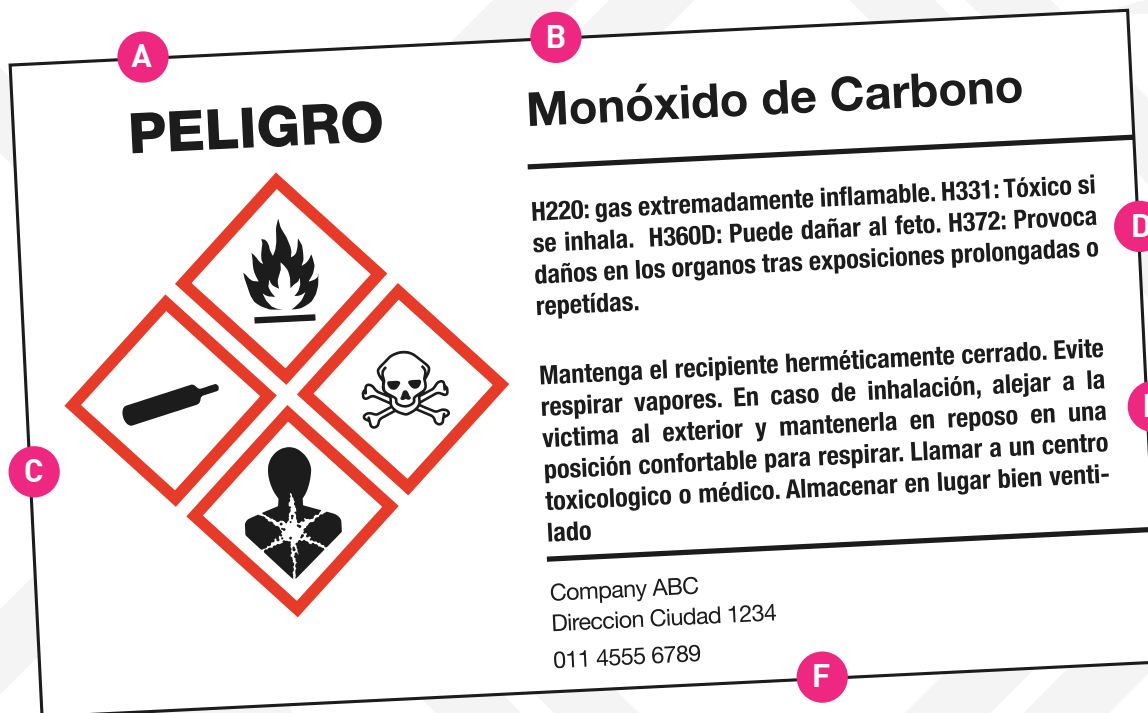 A
B
PELIGRO
Monóxido de Carbono
H220: gas extremadamente inflamable. H331: Tóxico si
se inhala. H360D: Puede dañar al feto. H372: Provoca
daños en los organos tras exposiciones prolongadas o
repetídas.
D
Mantenga el recipiente herméticamente cerrado. Evite
respirar vapores. En caso de inhalación, alejar a la
victima al exterior y mantenerla en reposo en una
posición confortable para respirar. Llamar a un centro
toxicologico o médico. Almacenar en lugar bien venti-
lado
C
Company ABC
Direccion Ciudad 1234
011 4555 6789
F